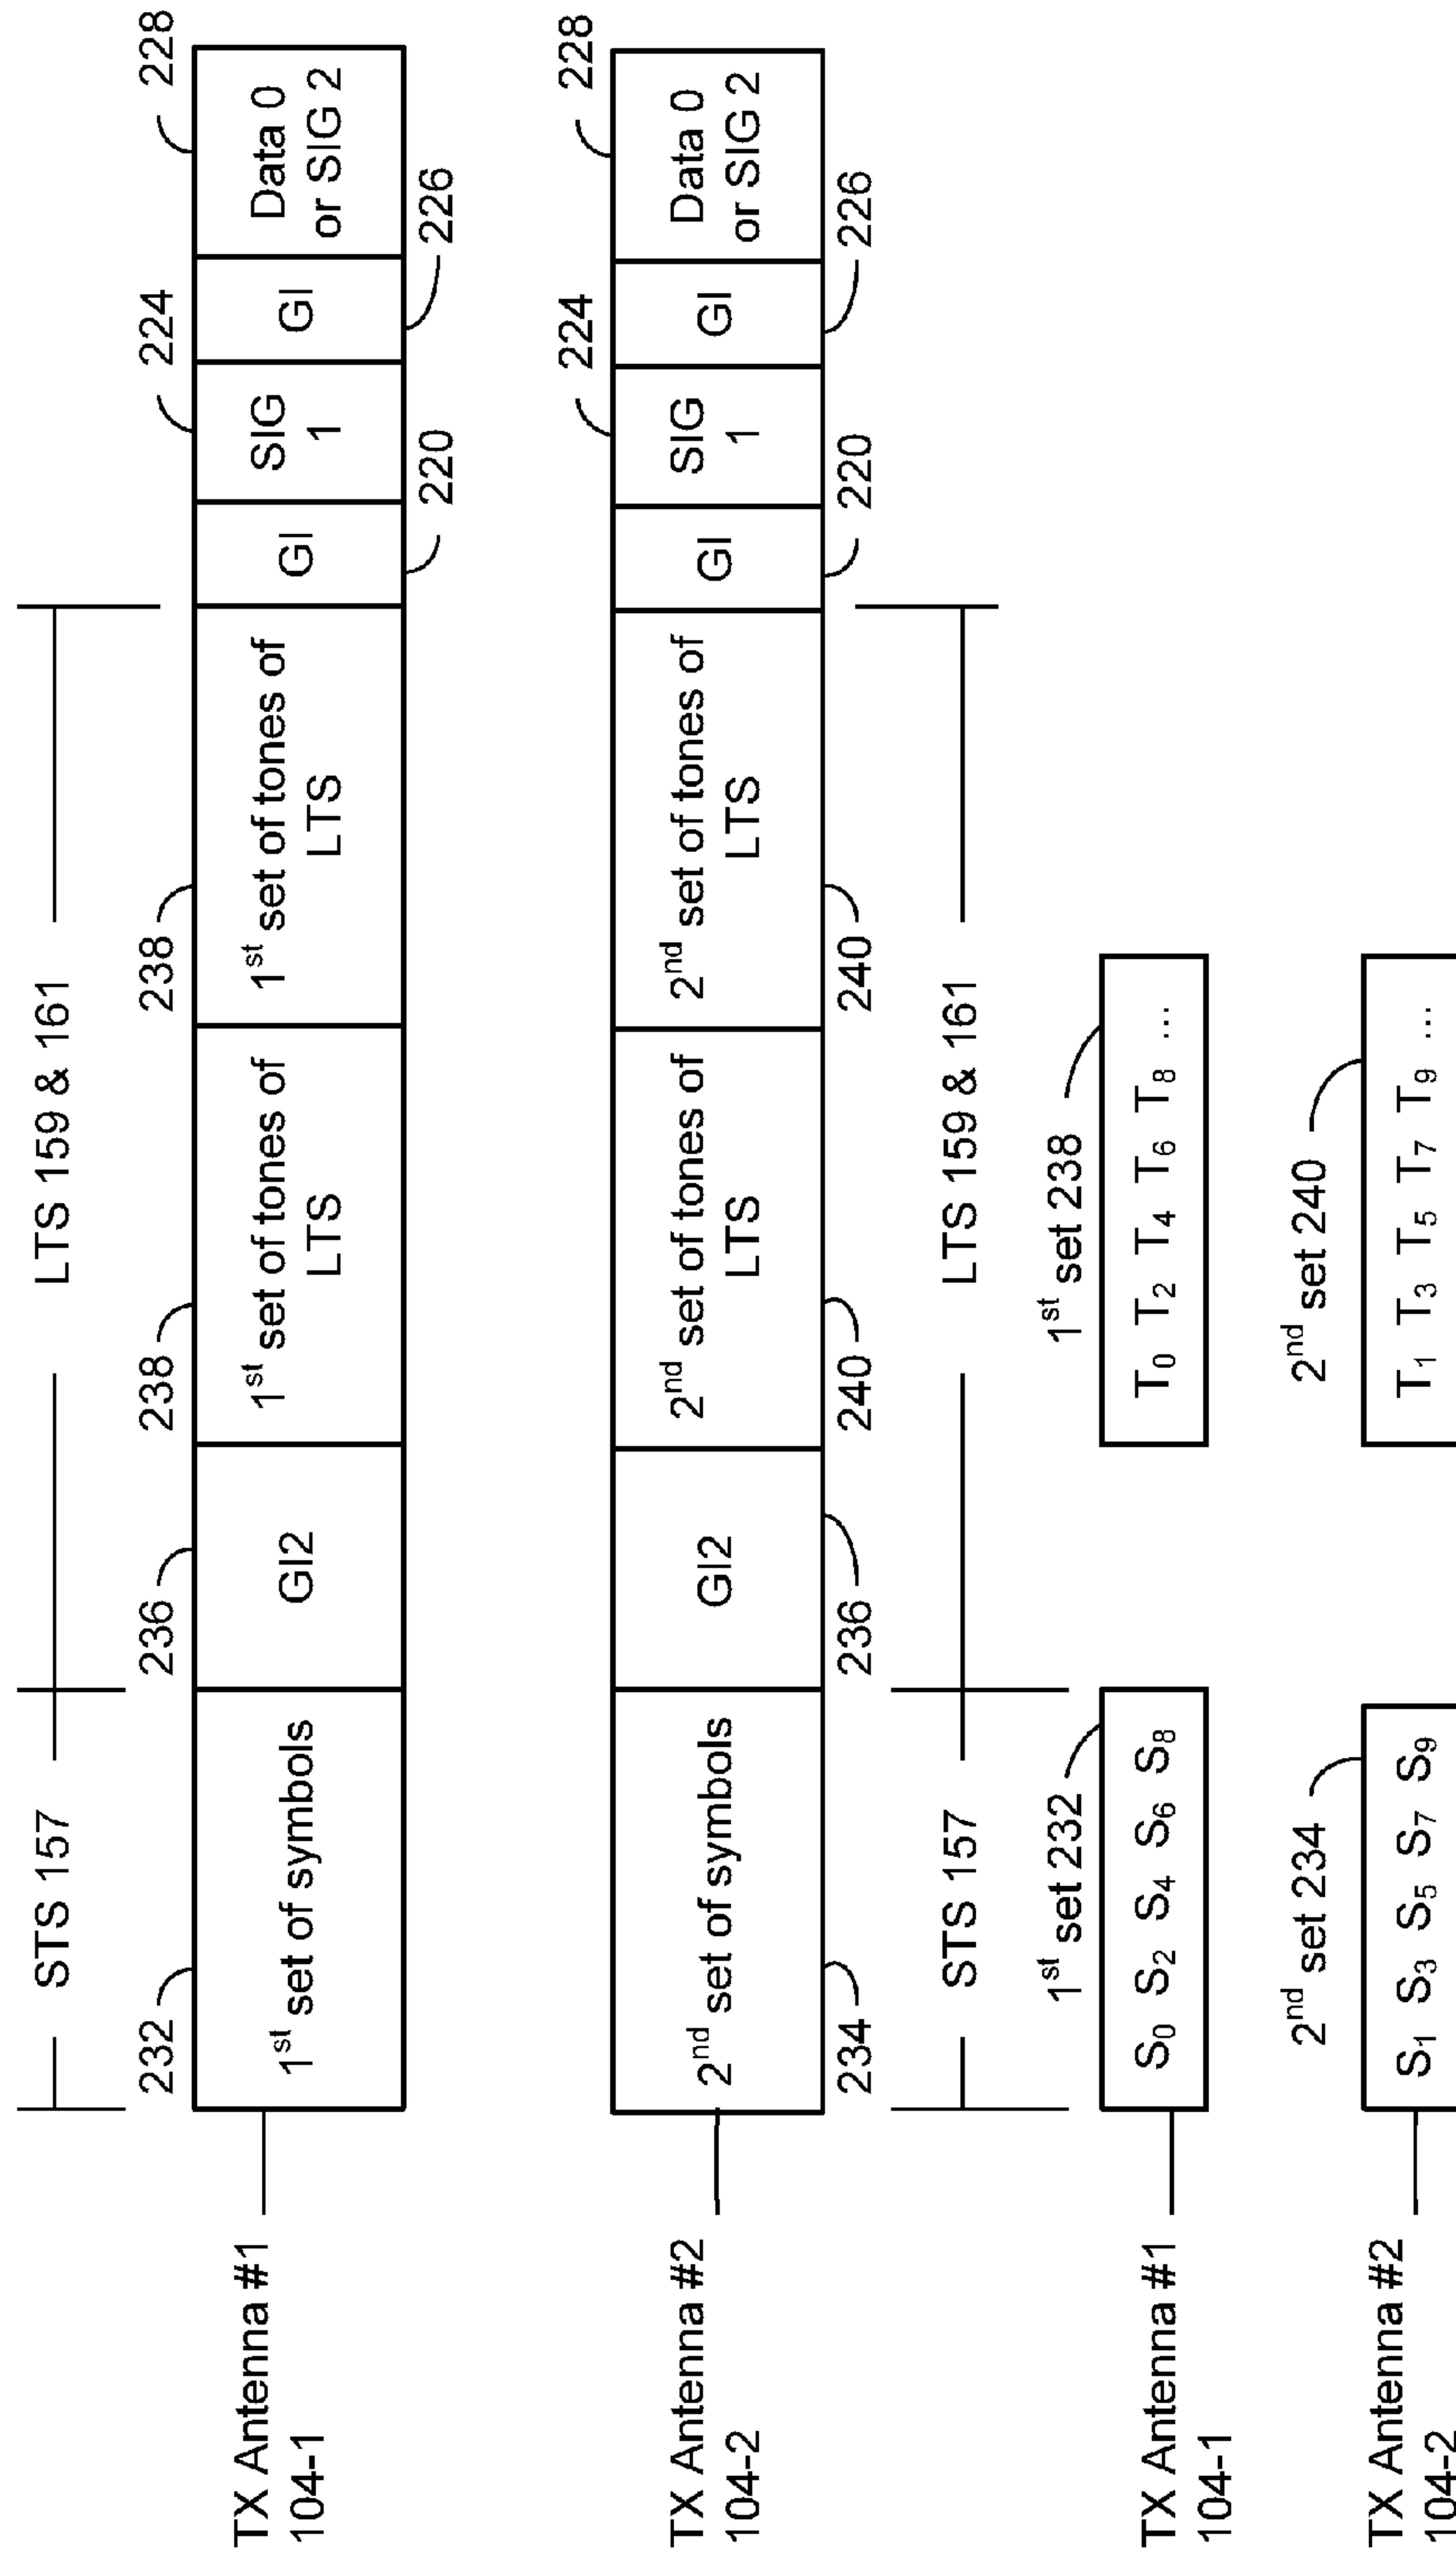 STS 157
LTS 159 & 161
232
236
238
238
224
228
TX Antenna #1
104-1
1st set of symbols
GI2
1st set of tones of
LTS
1st set of tones of
LTS
GI
SIG
1
GI
Data 0
or SIG 2
220
226
224
228
TX Antenna #2
104-2
2nd set of symbols
GI2
2nd set of tones of
LTS
2nd set of tones of
LTS
GI
SIG
1
GI
Data 0
or SIG 2
234
236
240
240
220
226
STS 157
LTS 159 & 161
1st set 232
1st set 238
TX Antenna #1
104-1
S0 S2 S4 S6 S8
T0 T2 T4 T6 T8 ...
2nd set 234
2nd set 240
TX Antenna #2
104-2
S1 S3 S5 S7 S9
T1 T3 T5 T7 T9 ...